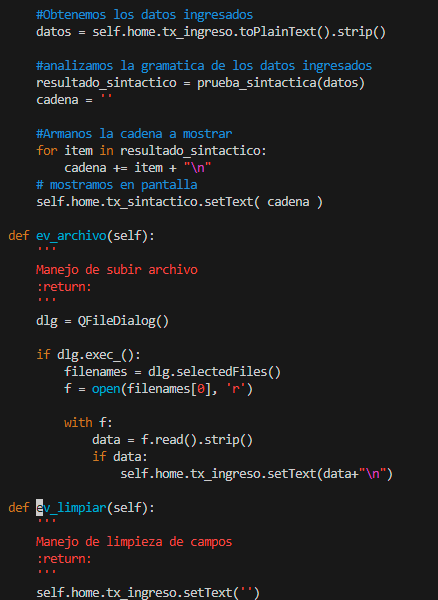 #Obtenemos los datos ingresados
datos = self.home.tx_ingreso.toPlainText().strip()
#analizamos la gramatica de los datos ingresados
resultado_sintactico = prueba_sintactica(datos)
cadena = ''
#Armanos la cadena a mostrar
for item in resultado_sintactico:
cadena += item + "\n"
# mostramos en pantalla
self.home.tx_sintactico.setText( cadena )
def ev_archivo(self):
'''
Manejo de subir archivo
:return:
'''
dlg = QFileDialog()
if dlg.exec_():
filenames = dlg.selectedFiles()
f = open(filenames[0], 'r')
with f:
data = f.read().strip()
if data:
self.home.tx_ingreso.setText(data+"\n")
def ev_limpiar(self):
'''
Manejo de limpieza de campos
:return:
'''
self.home.tx_ingreso.setText('')